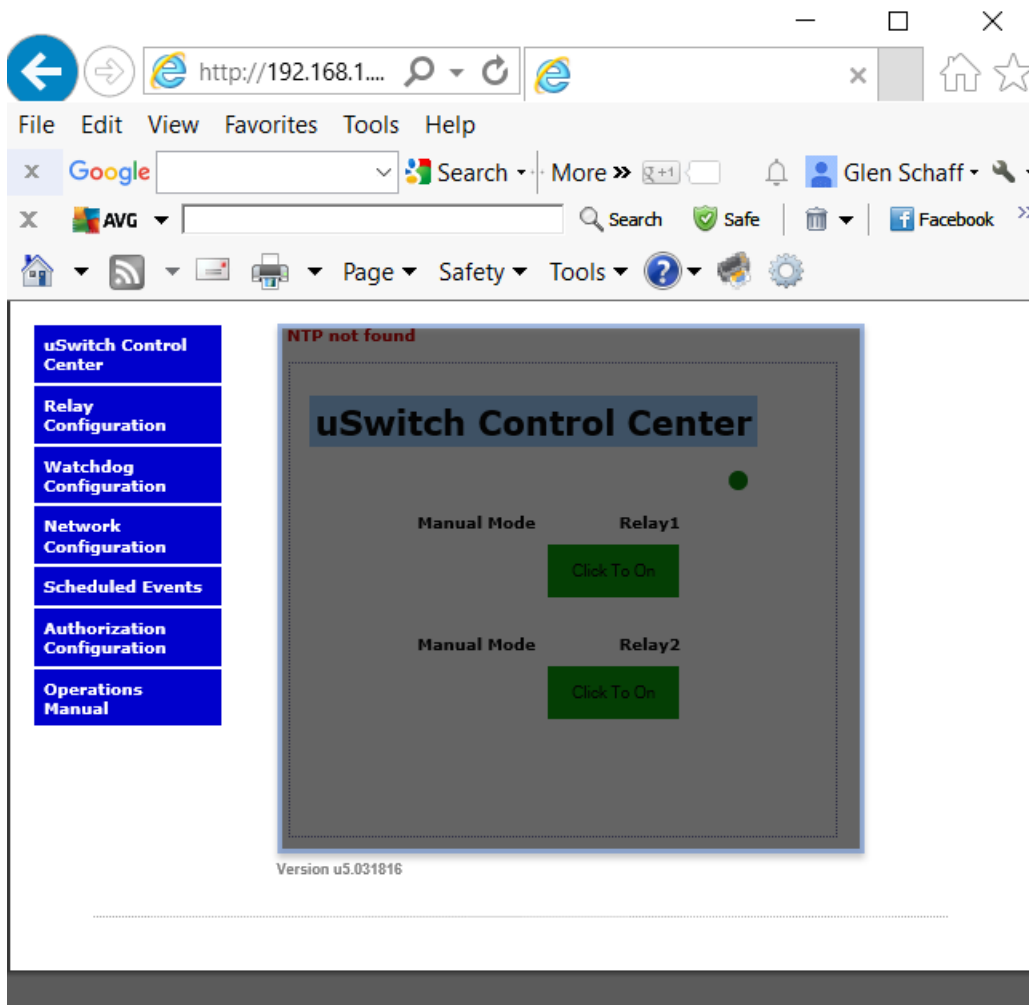 http://192.168.1....
File Edit View Favorites Tools Help
x Google Search More » g+1 Glen Schaff
X AVG Search Safe Facebook »
Page Safety Tools ?
uSwitch Control
Center
Relay
Configuration
Watchdog
Configuration
Network
Configuration
Scheduled Events
Authorization
Configuration
Operations
Manual
NTP not found
uSwitch Control Center
Manual Mode Relay1
Click To On
Manual Mode Relay2
Click To On
Version u5.031816